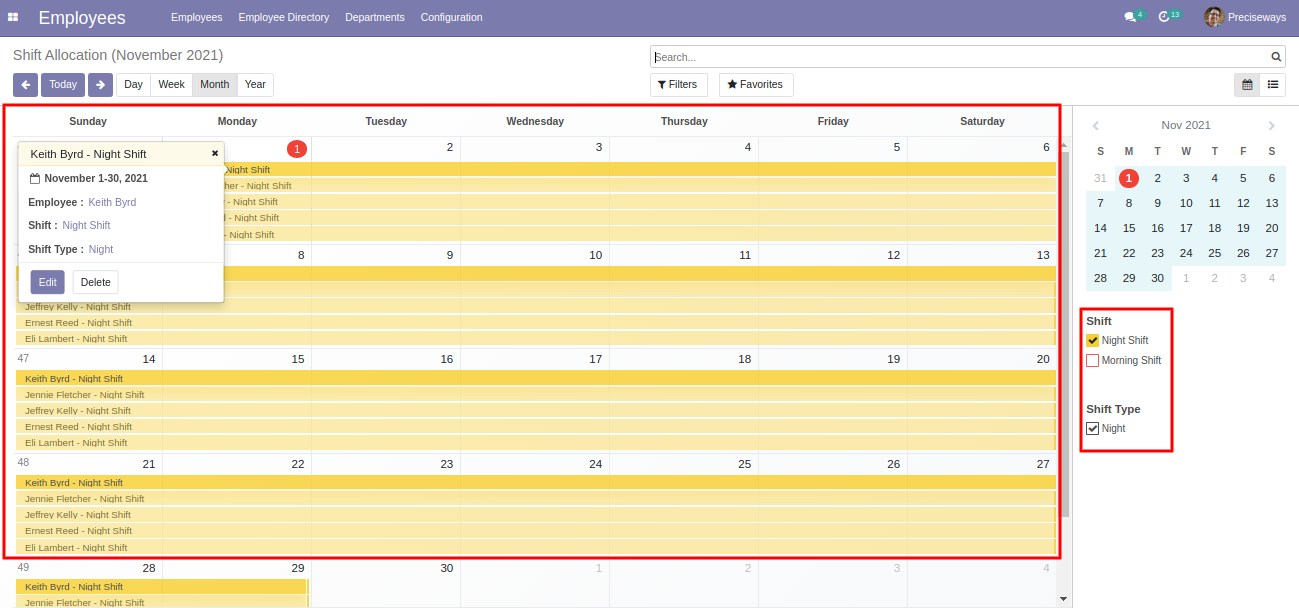 Employees Employees Employee Directory Departments Configuration 4 13 Preciseways
Shift Allocation (November 2021) Search...
Today Day Week Month Year Filters Favorites
Sunday Monday Tuesday Wednesday Thursday Friday Saturday
1 2 3 4 5 6
Keith Byrd - Night Shift
November 1-30, 2021
Employee : Keith Byrd
Shift : Night Shift
Shift Type : Night
Edit Delete
Night Shift
her - Night Shift
- Night Shift
- Night Shift
- Night Shift
8 9 10 11 12 13
Jeffrey Kelly - Night Shift
Ernest Reed - Night Shift
Eli Lambert - Night Shift
47 14 15 16 17 18 19 20
Keith Byrd - Night Shift
Jennie Fletcher - Night Shift
Jeffrey Kelly - Night Shift
Ernest Reed - Night Shift
Eli Lambert - Night Shift
48 21 22 23 24 25 26 27
Keith Byrd - Night Shift
Jennie Fletcher - Night Shift
Jeffrey Kelly - Night Shift
Ernest Reed - Night Shift
Eli Lambert - Night Shift
49 28 29 30 1 2 3 4
Keith Byrd - Night Shift
Jennie Fletcher - Night Shift
Nov 2021
S M T W T F S
31 1 2 3 4 5 6
7 8 9 10 11 12 13
14 15 16 17 18 19 20
21 22 23 24 25 26 27
28 29 30 1 2 3 4
Shift
Night Shift
Morning Shift
Shift Type
Night